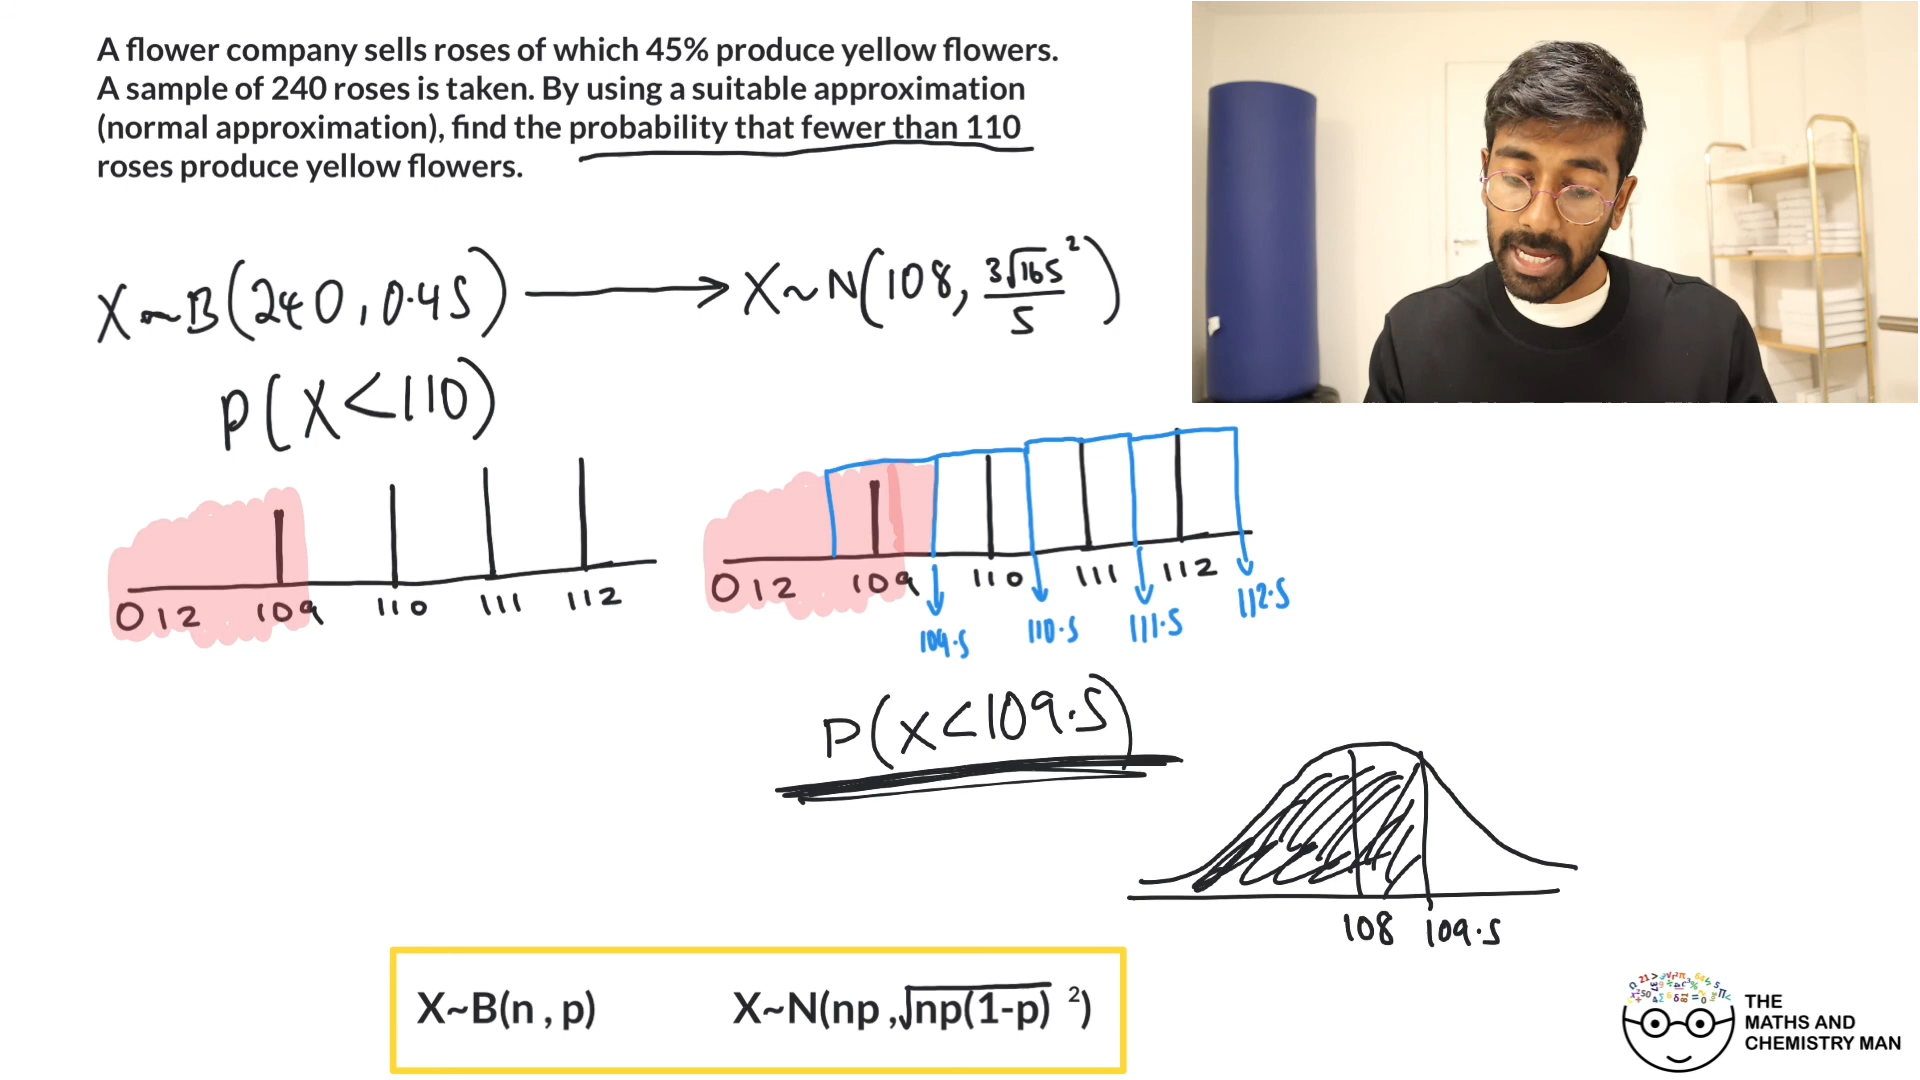 A flower company sells roses of which 45% produce yellow flowers.
A sample of 240 roses is taken. By using a suitable approximation
(normal approximation), find the probability that fewer than 110
roses produce yellow flowers.
X~B(240, 0.45) → X~N(108, 3√165/5 ²)
P(X<110)
0 1 2 109 110 111 112
0 1 2 109 110 111 112
109.5 110.5 111.5 112.5
P(X<109.5)
108 109.5
X~B(n , p) X~N(np ,√np(1-p) ²)
THE
MATHS AND
CHEMISTRY MAN